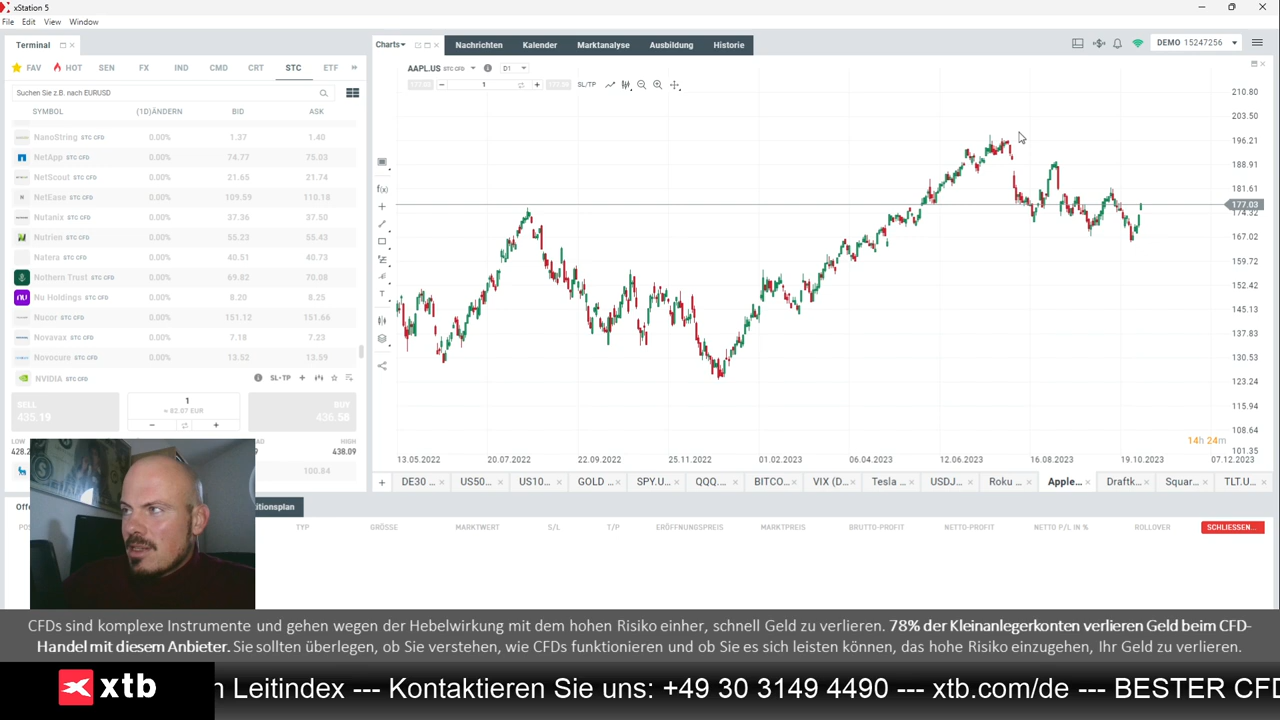 xStation 5
File Edit View Window
Terminal
FAV HOT SEN FX IND CMD CRT STC ETF
Suchen Sie z.B. nach EURUSD
SYMBOL (1D)ÄNDERN BID ASK
NanoString STC CFD 0.00% 1.37 1.40
NetApp STC CFD 0.00% 74.77 75.03
NetScout STC CFD 0.00% 21.65 21.74
NetEase STC CFD 0.00% 109.59 110.18
Nutanix STC CFD 0.00% 37.36 37.50
Nutrien STC CFD 0.00% 55.23 55.43
Natera STC CFD 0.00% 40.51 40.73
Nothern Trust STC CFD 0.00% 69.82 70.08
Nu Holdings STC CFD 0.00% 8.20 8.25
Nucor STC CFD 0.00% 151.12 151.66
Novavax STC CFD 0.00% 7.18 7.23
Novocure STC CFD 0.00% 13.52 13.59
NVIDIA STC CFD SL+TP
SELL 1 BUY
435.19 ≈ 82.07 EUR 436.58
LOW HIGH
428.2 438.09
100.84
Charts Nachrichten Kalender Marktanalyse Ausbildung Historie
DEMO 15247256
AAPL.US STC CFD D1
1 SL/TP
210.80
203.50
196.21
188.91
181.61
177.03
174.32
167.02
159.72
152.42
145.13
137.83
130.53
123.24
115.94
108.64
101.35
14h 24m
13.05.2022 20.07.2022 22.09.2022 25.11.2022 01.02.2023 06.04.2023 12.06.2023 16.08.2023 19.10.2023 07.12.2023
DE30 ... US50... US10... GOLD ... SPY.U... QQQ.... BITCO... VIX (D... Tesla ... USDJ... Roku ... Apple... Draftk... Squar... TLT.U...
TYP GRÖSSE MARKTWERT S/L T/P ERÖFFNUNGSPREIS MARKTPREIS BRUTTO-PROFIT NETTO-PROFIT NETTO P/L IN % ROLLOVER SCHLIESSEN...
CFDs sind komplexe Instrumente und gehen wegen der Hebelwirkung mit dem hohen Risiko einher, schnell Geld zu verlieren. 78% der Kleinanlegerkonten verlieren Geld beim CFD-
Handel mit diesem Anbieter. Sie sollten überlegen, ob Sie verstehen, wie CFDs funktionieren und ob Sie es sich leisten können, das hohe Risiko einzugehen, Ihr Geld zu verlieren.
xtb n Leitindex --- Kontaktieren Sie uns: +49 30 3149 4490 --- xtb.com/de --- BESTER CFD